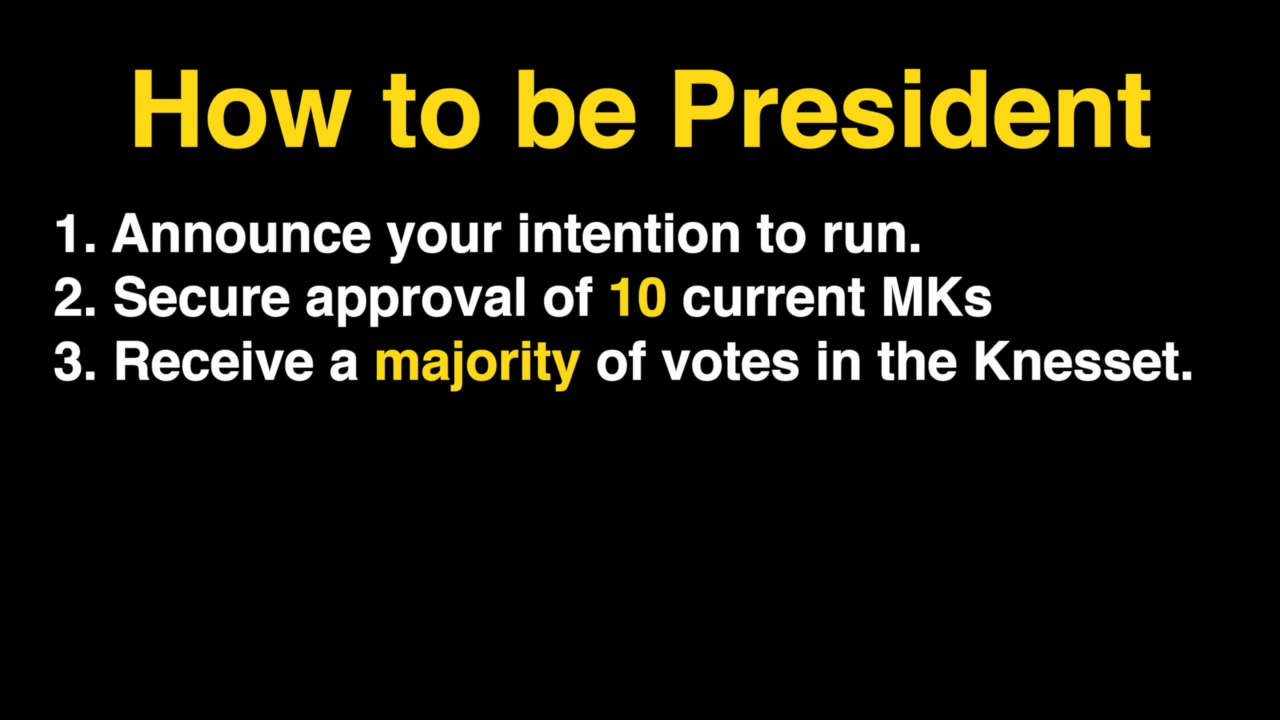 How to be President
1. Announce your intention to run.
2. Secure approval of 10 current MKs
3. Receive a majority of votes in the Knesset.